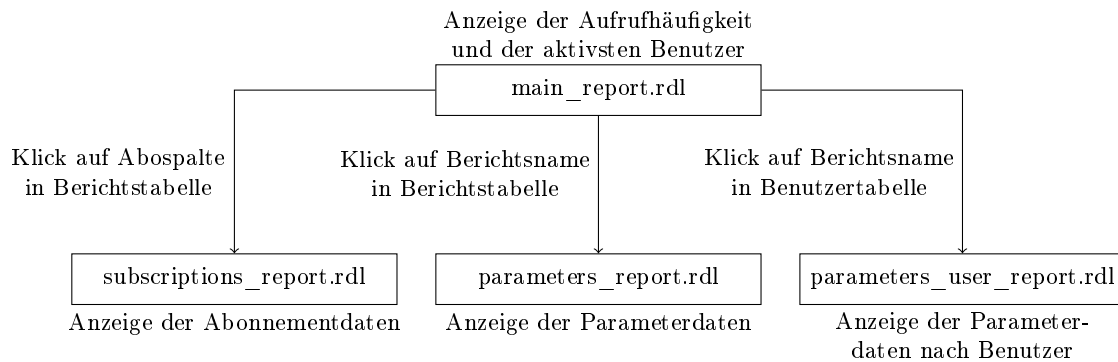 Anzeige der Aufrufhäufigkeit
und der aktivsten Benutzer
main_report.rdl
Klick auf Abospalte
in Berichtstabelle
Klick auf Berichtsname
in Berichtstabelle
Klick auf Berichtsname
in Benutzertabelle
subscriptions_report.rdl
parameters_report.rdl
parameters_user_report.rdl
Anzeige der Abonnementdaten
Anzeige der Parameterdaten
Anzeige der Parameter-
daten nach Benutzer